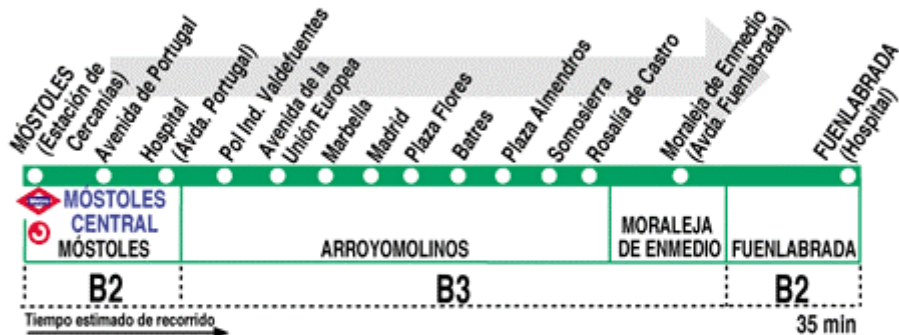 MÓSTOLES
(Estación de
Cercanías)
Avenida de Portugal
Hospital
(Avda. Portugal)
Pol Ind. Valdefuentes
Avenida de la
Unión Europea
Marbella
Madrid
Plaza Flores
Batres
Plaza Almendros
Somosierra
Rosalía de Castro
Moraleja de Enmedio
(Avda. Fuenlabrada)
FUENLABRADA
(Hospital)
MÓSTOLES
CENTRAL
MÓSTOLES
ARROYOMOLINOS
MORALEJA
DE ENMEDIO
FUENLABRADA
B2
B3
B2
Tiempo estimado de recorrido
35 min